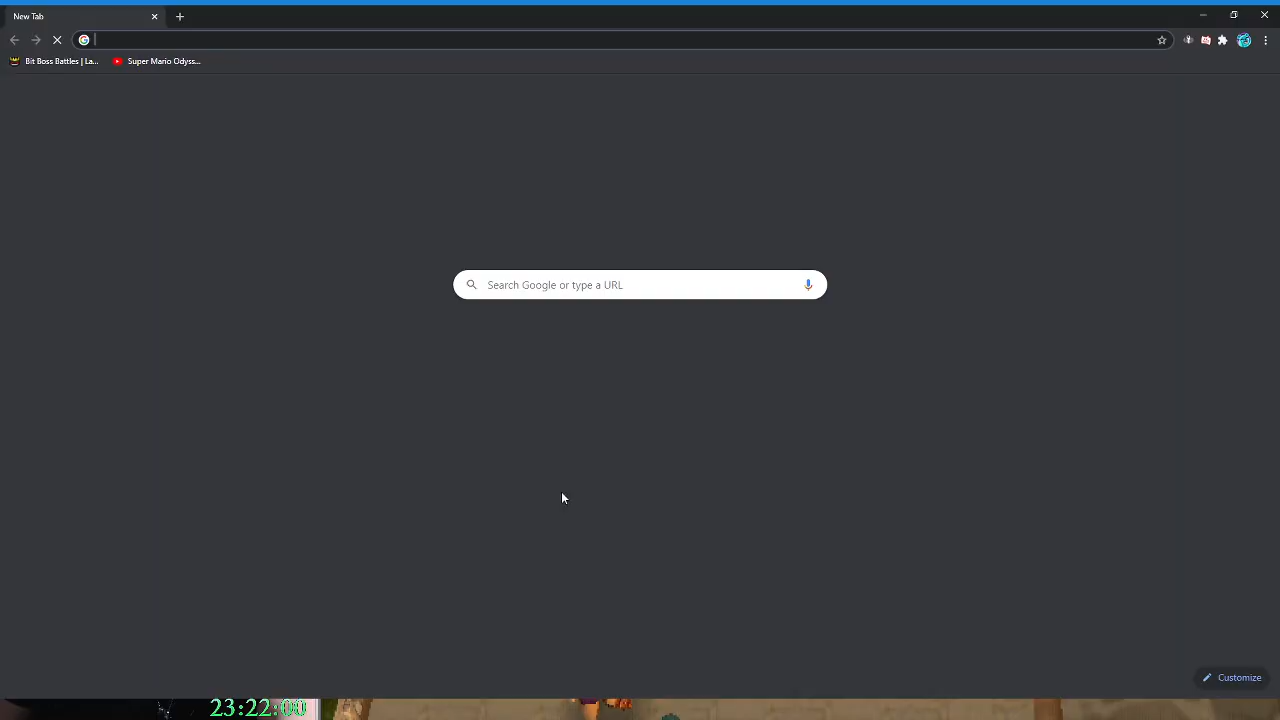 New Tab
Bit Boss Battles | La...
Super Mario Odyss...
Search Google or type a URL
Customize
23:22:00